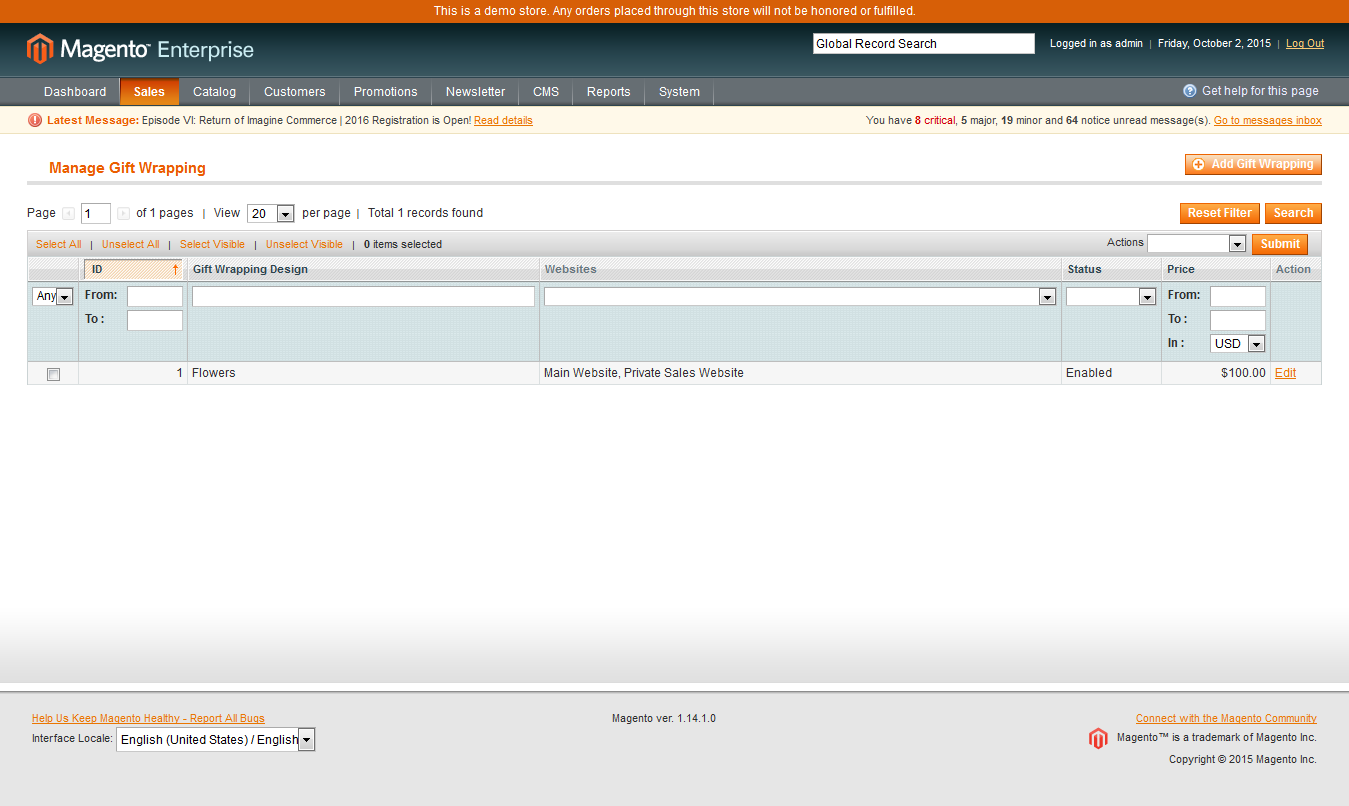 This is a demo store. Any orders placed through this store will not be honored or fulfilled.
Magento™ Enterprise
Global Record Search
Logged in as admin | Friday, October 2, 2015 | Log Out
Dashboard Sales Catalog Customers Promotions Newsletter CMS Reports System
Get help for this page
Latest Message: Episode VI: Return of Imagine Commerce | 2016 Registration is Open! Read details
You have 8 critical, 5 major, 19 minor and 64 notice unread message(s). Go to messages inbox
Manage Gift Wrapping
Add Gift Wrapping
Page 1 of 1 pages | View 20 per page | Total 1 records found
Reset Filter Search
Select All | Unselect All | Select Visible | Unselect Visible | 0 items selected
Actions Submit
ID ↑ Gift Wrapping Design Websites Status Price Action
Any From: From:
To : To :
In : USD
1 Flowers Main Website, Private Sales Website Enabled $100.00 Edit
Help Us Keep Magento Healthy - Report All Bugs
Interface Locale: English (United States) / English
Magento ver. 1.14.1.0
Connect with the Magento Community
Magento™ is a trademark of Magento Inc.
Copyright © 2015 Magento Inc.